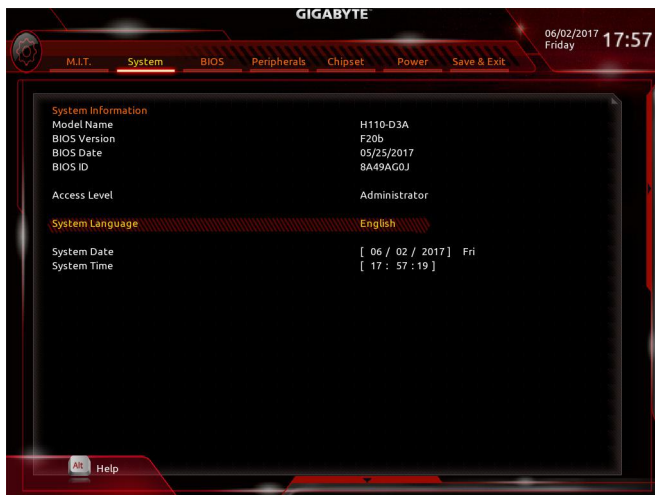 GIGABYTE™
06/02/2017 Friday 17:57
M.I.T. System BIOS Peripherals Chipset Power Save & Exit
System Information
Model Name H110-D3A
BIOS Version F20b
BIOS Date 05/25/2017
BIOS ID 8A49AG0J
Access Level Administrator
System Language English
System Date [ 06 / 02 / 2017 ] Fri
System Time [ 17 : 57 : 19 ]
Alt Help